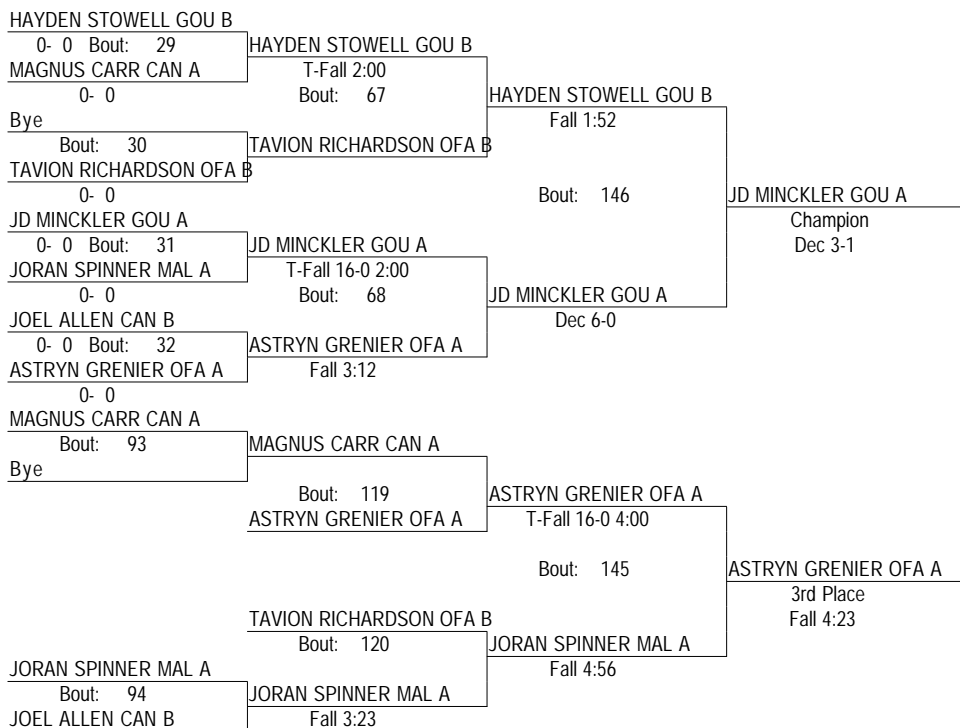 HAYDEN STOWELL GOU B
0- 0 Bout: 29
HAYDEN STOWELL GOU B
MAGNUS CARR CAN A
T-Fall 2:00
0- 0
Bout: 67
HAYDEN STOWELL GOU B
Bye
Fall 1:52
Bout: 30
TAVION RICHARDSON OFA B
TAVION RICHARDSON OFA B
0- 0
Bout: 146
JD MINCKLER GOU A
JD MINCKLER GOU A
Champion
0- 0 Bout: 31
JD MINCKLER GOU A
Dec 3-1
JORAN SPINNER MAL A
T-Fall 16-0 2:00
0- 0
Bout: 68
JD MINCKLER GOU A
JOEL ALLEN CAN B
Dec 6-0
0- 0 Bout: 32
ASTRYN GRENIER OFA A
ASTRYN GRENIER OFA A
Fall 3:12
0- 0
MAGNUS CARR CAN A
Bout: 93
MAGNUS CARR CAN A
Bye
Bout: 119
ASTRYN GRENIER OFA A
ASTRYN GRENIER OFA A
T-Fall 16-0 4:00
Bout: 145
ASTRYN GRENIER OFA A
3rd Place
TAVION RICHARDSON OFA B
Fall 4:23
Bout: 120
JORAN SPINNER MAL A
JORAN SPINNER MAL A
Fall 4:56
Bout: 94
JORAN SPINNER MAL A
JOEL ALLEN CAN B
Fall 3:23